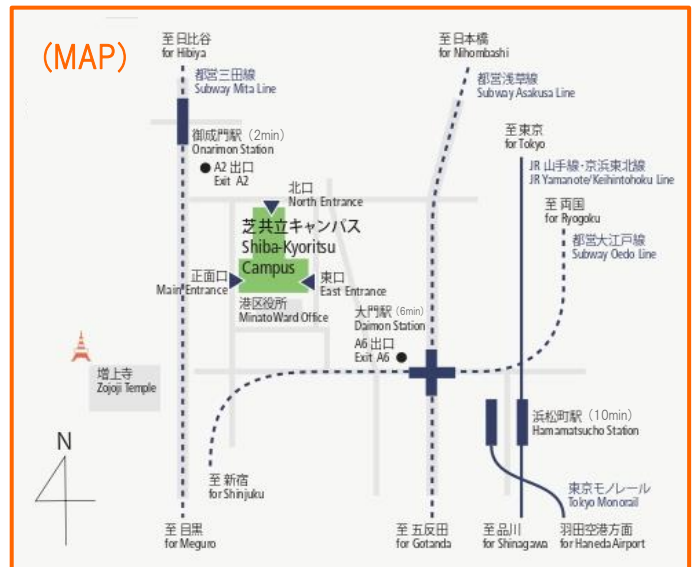 (MAP)
至日比谷
for Hibiya
都営三田線
Subway Mita Line
至日本橋
for Nihombashi
都営浅草線
Subway Asakusa Line
御成門駅 (2min)
Onarimon Station
A2 出口
Exit A2
至東京
for Tokyo
JR 山手線・京浜東北線
JR Yamanote/Keihintohoku Line
北口
North Entrance
至 両国
for Ryogoku
都営大江戸線
Subway Oedo Line
芝共立キャンパス
Shiba-Kyoritsu
Campus
正面口
Main Entrance
東口
East Entrance
港区役所
Minato Ward Office
大門駅 (6min)
Daimon Station
A6 出口
Exit A6
増上寺
Zojoji Temple
浜松町駅 (10min)
Hamamatsucho Station
N
至 新宿
for Shinjuku
東京モノレール
Tokyo Monorail
至 目黒
for Meguro
至 五反田
for Gotanda
至 品川
for Shinagawa
羽田空港方面
for Haneda Airport